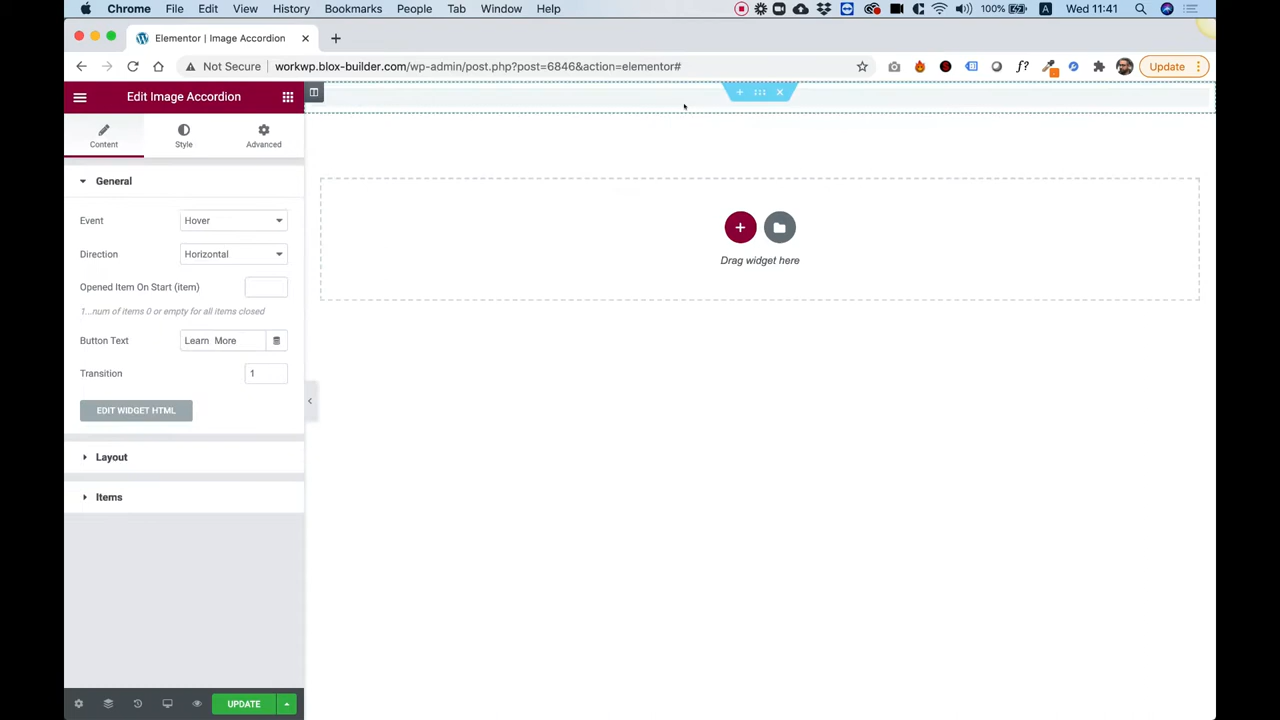 Chrome File Edit View History Bookmarks People Tab Window Help 100% A Wed 11:41
Elementor | Image Accordion
Not Secure workwp.blox-builder.com/wp-admin/post.php?post=6846&action=elementor# f? Update
Edit Image Accordion
Content Style Advanced
General
Event Hover
Direction Horizontal
Opened Item On Start (item)
1...num of items 0 or empty for all items closed
Button Text Learn More
Transition 1
EDIT WIDGET HTML
Layout
Items
UPDATE
Drag widget here